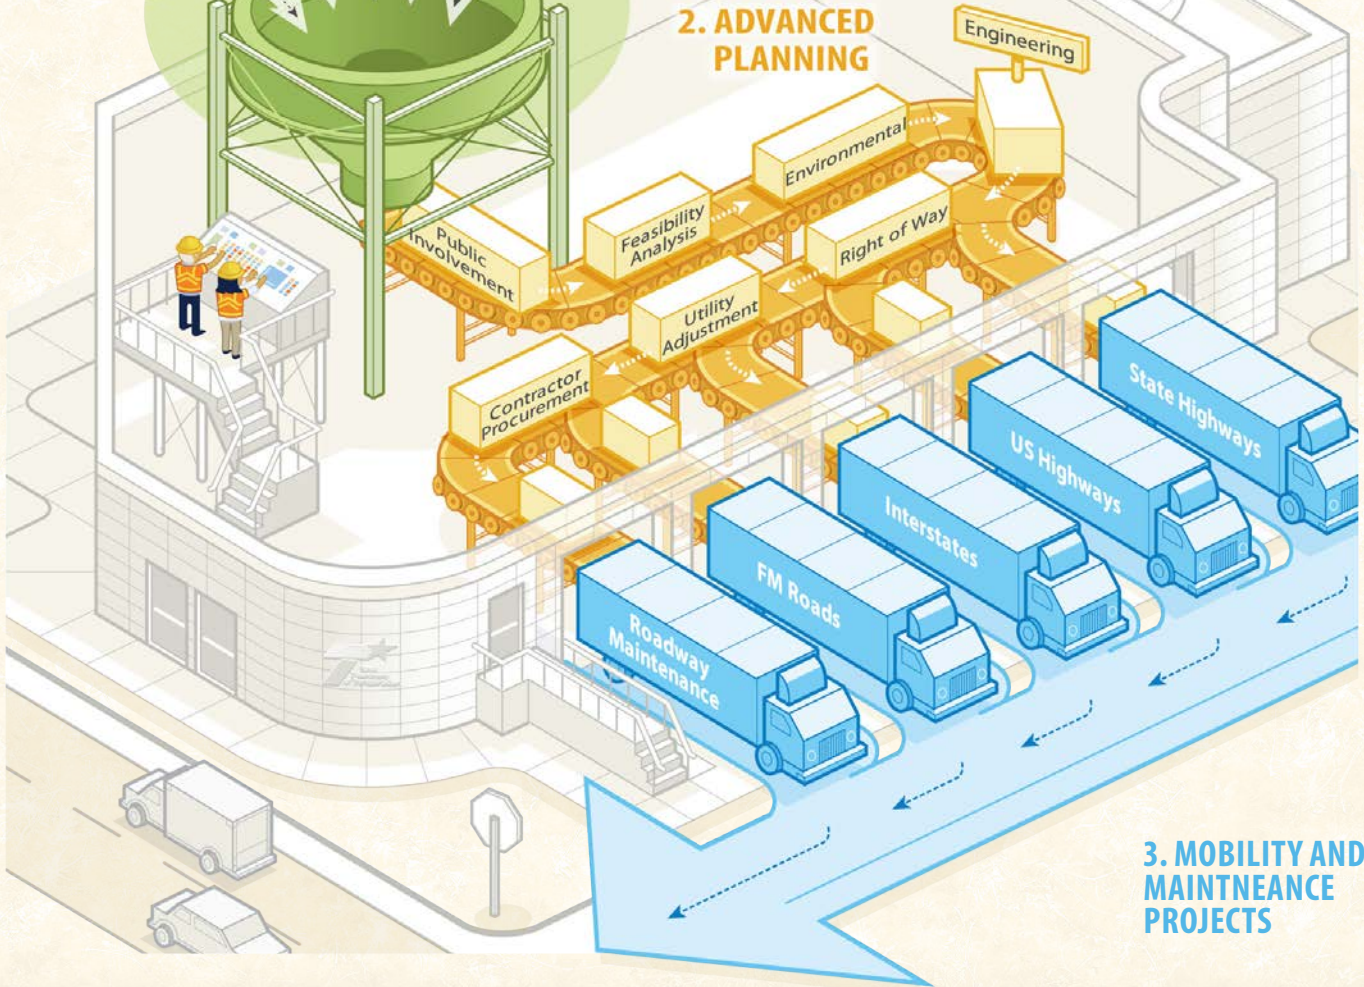 2. ADVANCED
PLANNING
Engineering
Environmental
Feasibility
Analysis
Public
Involvement
Right of Way
Utility
Adjustment
Contractor
Procurement
State Highways
US Highways
Interstates
FM Roads
Roadway
Maintenance
3. MOBILITY AND
MAINTNEANCE
PROJECTS